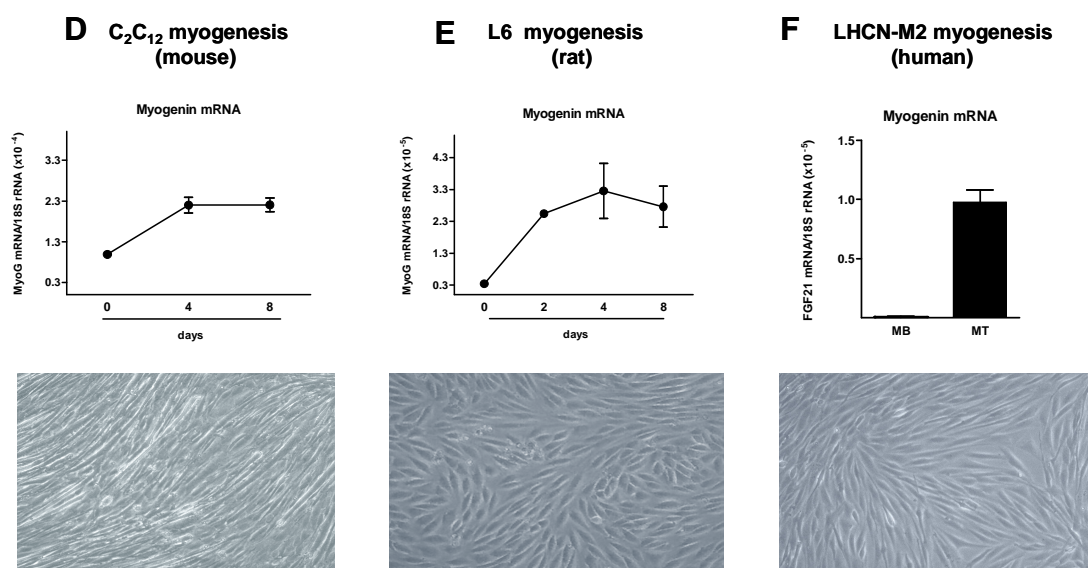 D C₂C₁₂ myogenesis
(mouse)
Myogenin mRNA
MyoG mRNA/18S rRNA (x10⁻⁴)
3.3
2.3
1.3
0.3
0 4 8
days
E L6 myogenesis
(rat)
Myogenin mRNA
MyoG mRNA/18S rRNA (x10⁻⁵)
4.3
3.3
2.3
1.3
0.3
0 2 4 8
days
F LHCN-M2 myogenesis
(human)
Myogenin mRNA
FGF21 mRNA/18S rRNA (x10⁻⁵)
1.5
1.0
0.5
MB MT